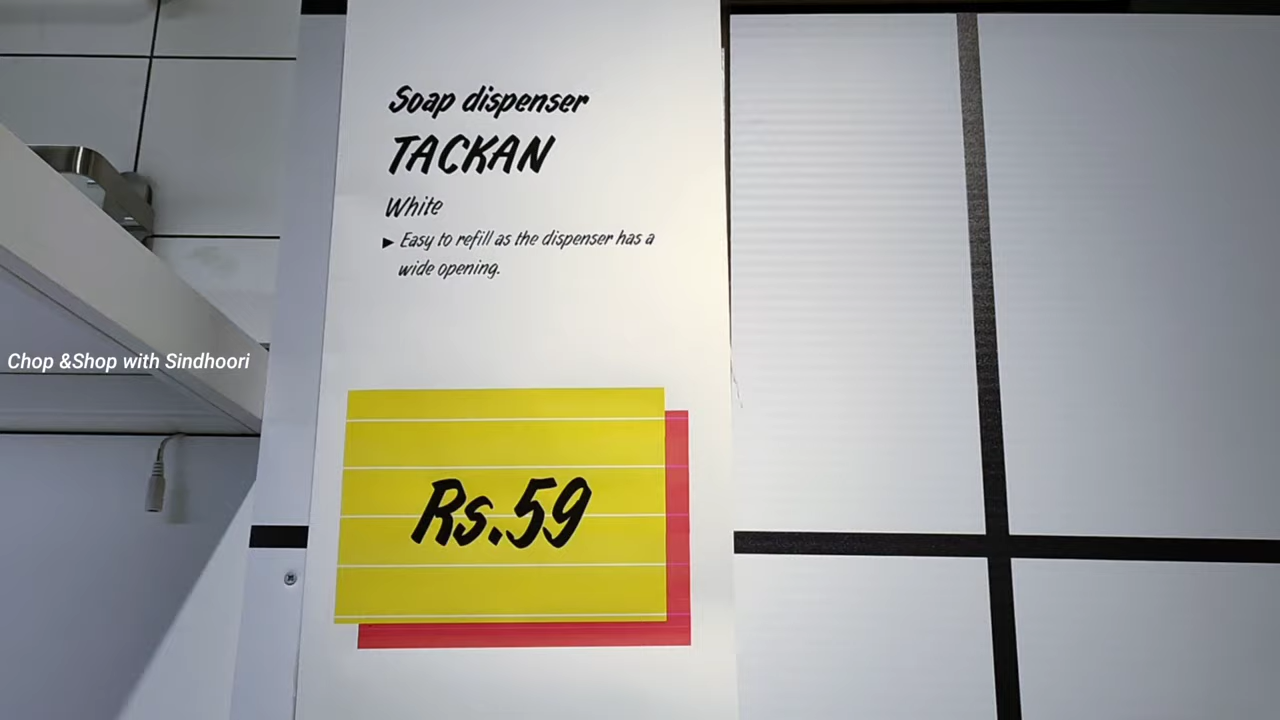 Soap dispenser
TACKAN
White
▶ Easy to refill as the dispenser has a
wide opening.
Chop &Shop with Sindhoori
Rs.59